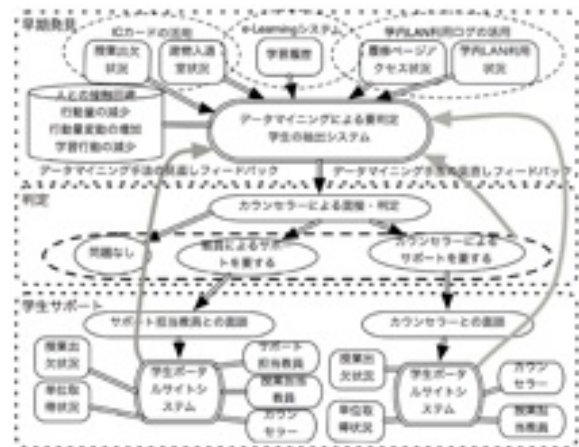 早期発見
ICカードの活用
e-Learningシステム
学内LAN利用ログの活用
授業出欠
状況
建物入退
室状況
学習履歴
履修ページア
クセス状況
学内LAN利用
状況
人との接触回避
行動量の減少
行動量変動の増加
学習行動の減少
データマイニングによる要判定
学生の抽出システム
データマイニング手法の見直しフィードバック
データマイニング手法の見直しフィードバック
判定
カウンセラーによる面接・判定
問題なし
教員によるサポー
トを要する
カウンセラーによる
サポートを要する
学生サポート
サポート担当教員との面談
カウンセラーとの面談
授業出
欠状況
単位取
得状況
学生ポータ
ルサイトシ
ステム
サポート
担当教員
授業担当
教員
カウン
セラー
授業出
欠状況
単位取
得状況
学生ポータ
ルサイトシ
ステム
カウン
セラー
授業担
当教員